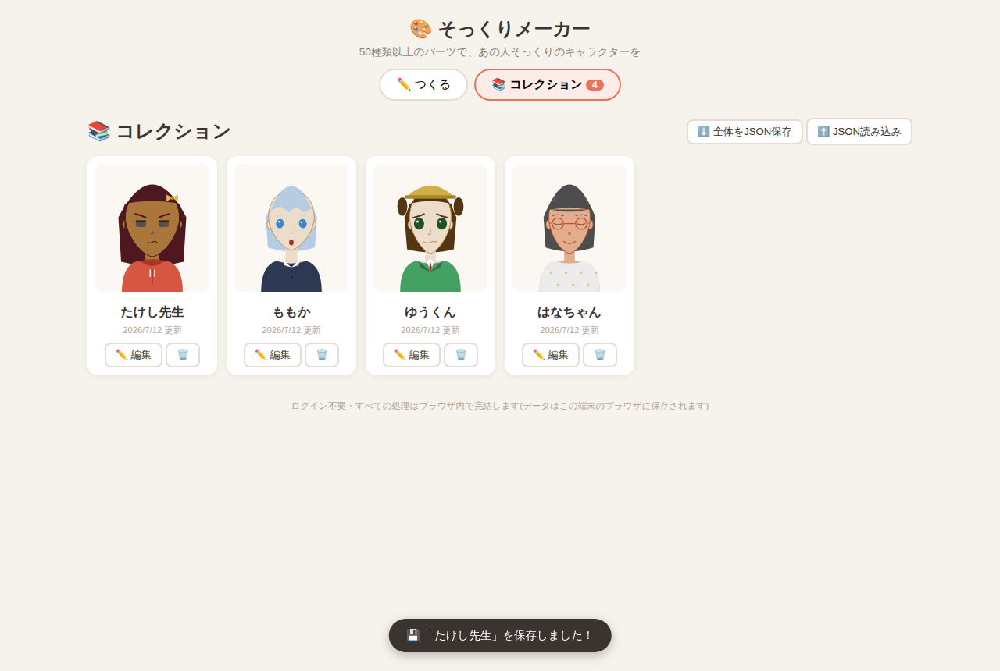 🎨 そっくりメーカー
50種類以上のパーツで、あの人そっくりのキャラクターを
✏️ つくる
📚 コレクション 4
📚 コレクション
⬇️ 全体をJSON保存
⬆️ JSON読み込み
たけし先生
2026/7/12 更新
✏️ 編集
🗑️
ももか
2026/7/12 更新
✏️ 編集
🗑️
ゆうくん
2026/7/12 更新
✏️ 編集
🗑️
はなちゃん
2026/7/12 更新
✏️ 編集
🗑️
ログイン不要・すべての処理はブラウザ内で完結します(データはこの端末のブラウザに保存されます)
💾 「たけし先生」を保存しました！